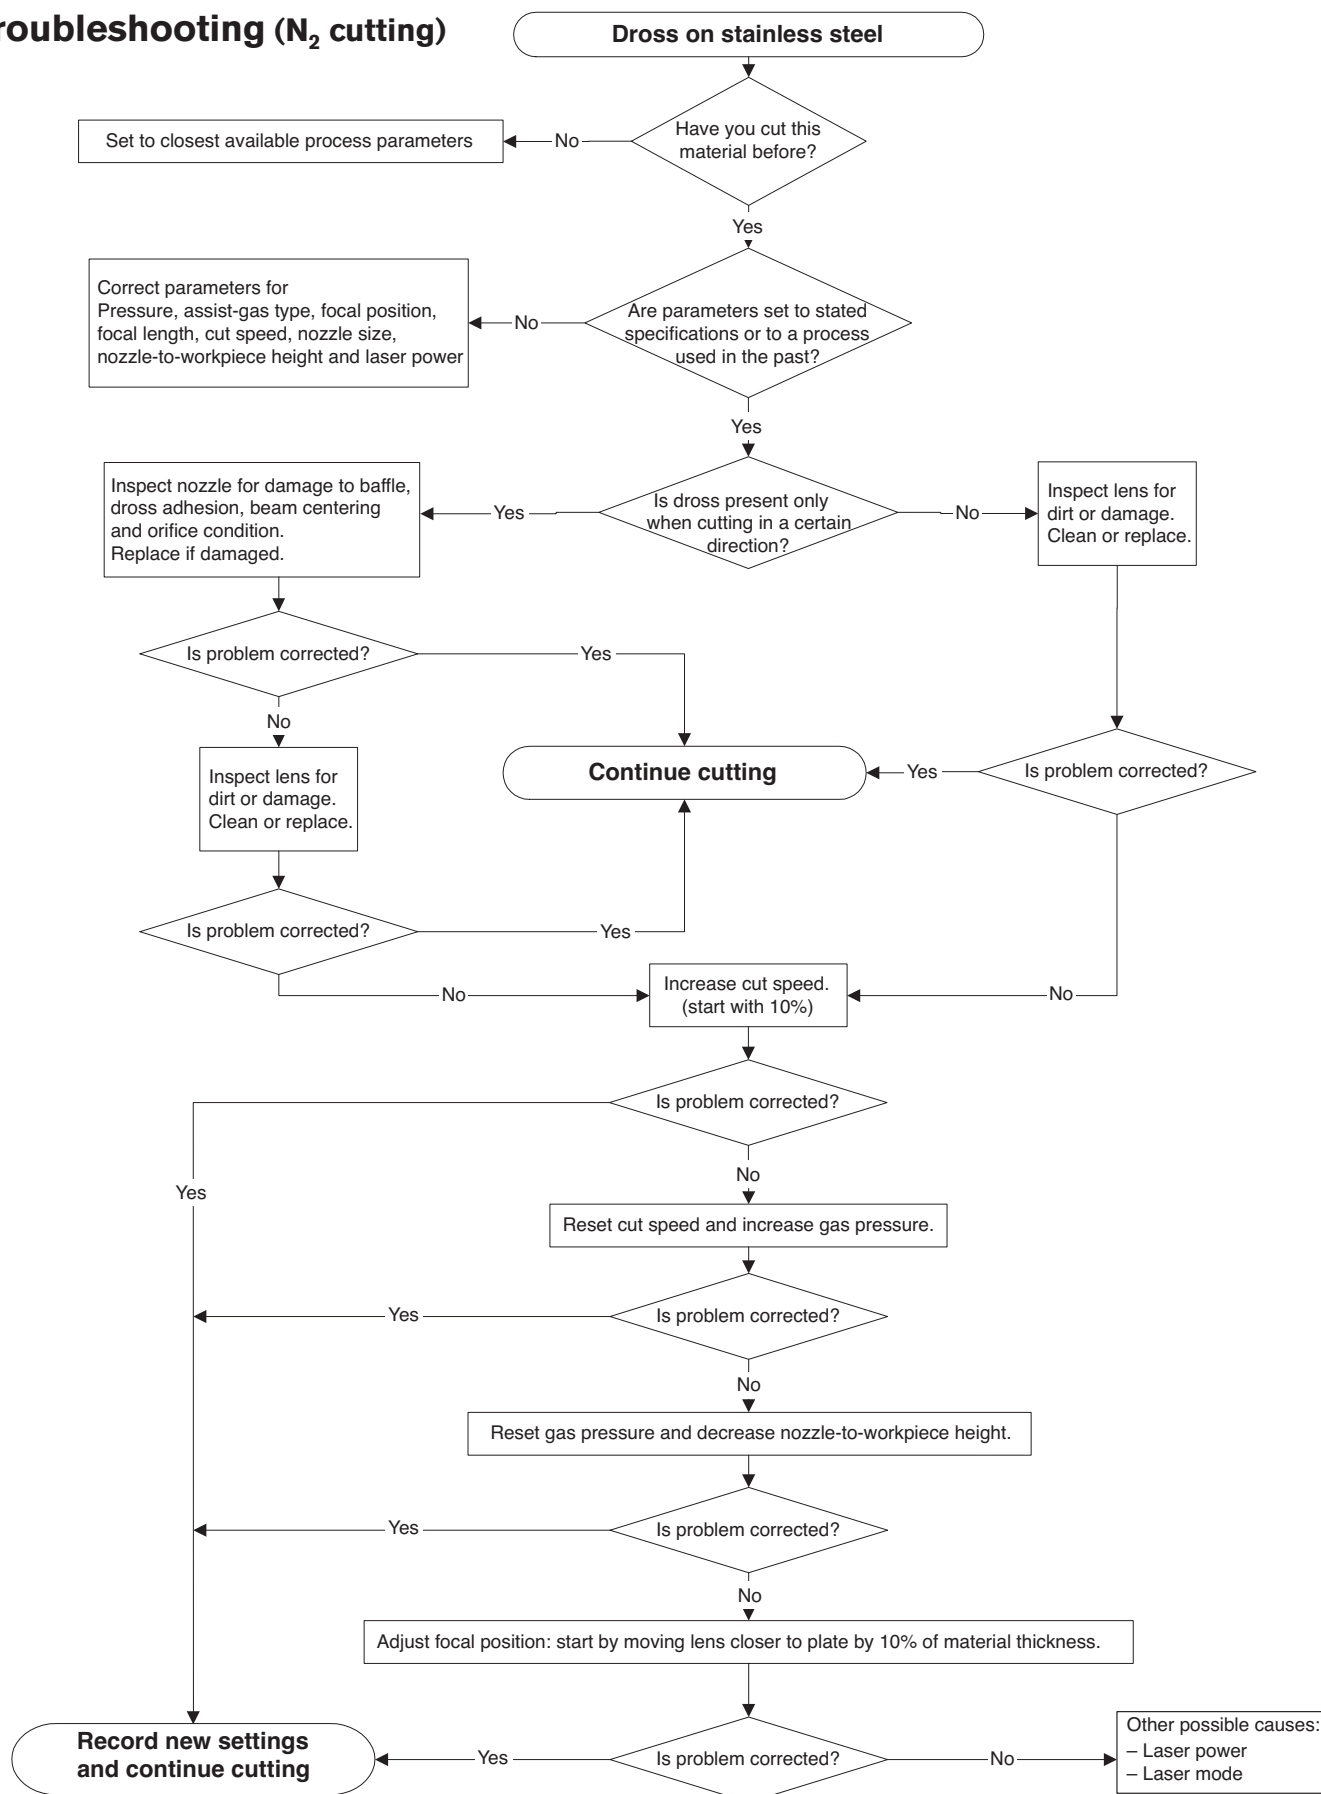 roubleshooting (N₂ cutting)
Dross on stainless steel
Have you cut this
material before?
No
Set to closest available process parameters
Yes
Are parameters set to stated
specifications or to a process
used in the past?
No
Correct parameters for
Pressure, assist-gas type, focal position,
focal length, cut speed, nozzle size,
nozzle-to-workpiece height and laser power
Yes
Is dross present only
when cutting in a certain
direction?
Yes
Inspect nozzle for damage to baffle,
dross adhesion, beam centering
and orifice condition.
Replace if damaged.
No
Inspect lens for
dirt or damage.
Clean or replace.
Is problem corrected?
Yes
No
Inspect lens for
dirt or damage.
Clean or replace.
Continue cutting
Yes
Is problem corrected?
Is problem corrected?
Yes
No
Increase cut speed.
(start with 10%)
No
Is problem corrected?
Yes
No
Reset cut speed and increase gas pressure.
Is problem corrected?
Yes
No
Reset gas pressure and decrease nozzle-to-workpiece height.
Is problem corrected?
Yes
No
Adjust focal position: start by moving lens closer to plate by 10% of material thickness.
Is problem corrected?
Yes
Record new settings
and continue cutting
No
Other possible causes:
– Laser power
– Laser mode